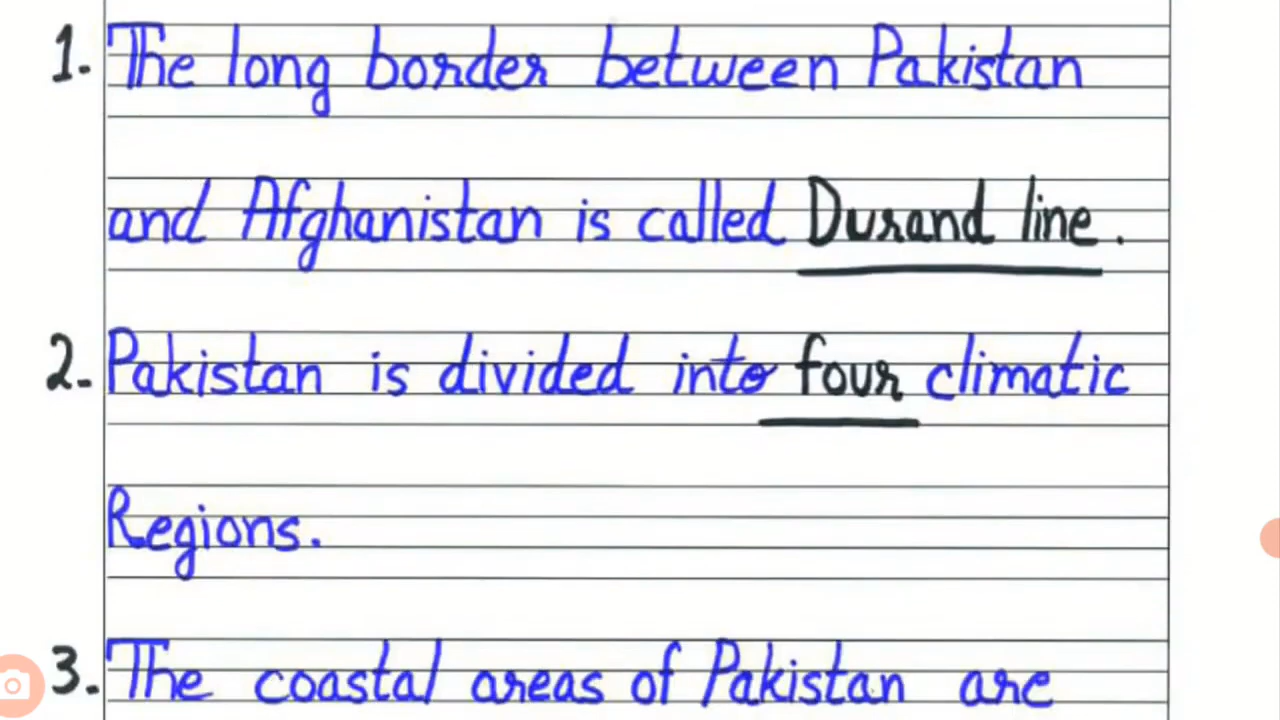 1. The long border between Pakistan
and Afghanistan is called Durand line.
2. Pakistan is divided into four climatic
Regions.
3. The coastal areas of Pakistan are